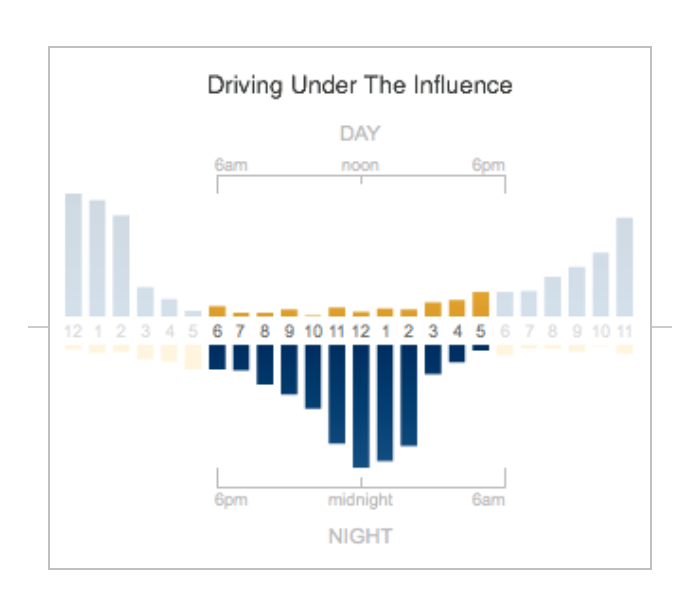 Driving Under The Influence
DAY
6am noon 6pm
12 1 2 3 4 5 6 7 8 9 10 11 12 1 2 3 4 5 6 7 8 9 10 11
6pm midnight 6am
NIGHT